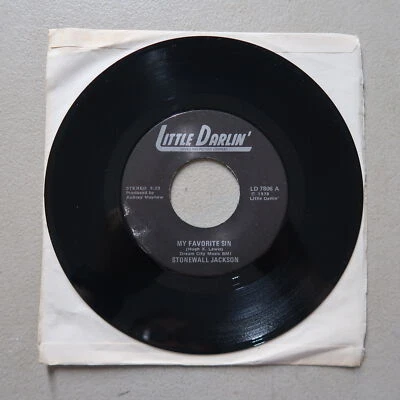 LITTLE DARLIN'
STEREO
Produced by
Aubrey Mayhew
LD 7806 A
℗ 1978
Little Darlin'
MY FAVORITE SIN
(Hugh X. Lewis)
Dream City Music BMI
STONEWALL JACKSON